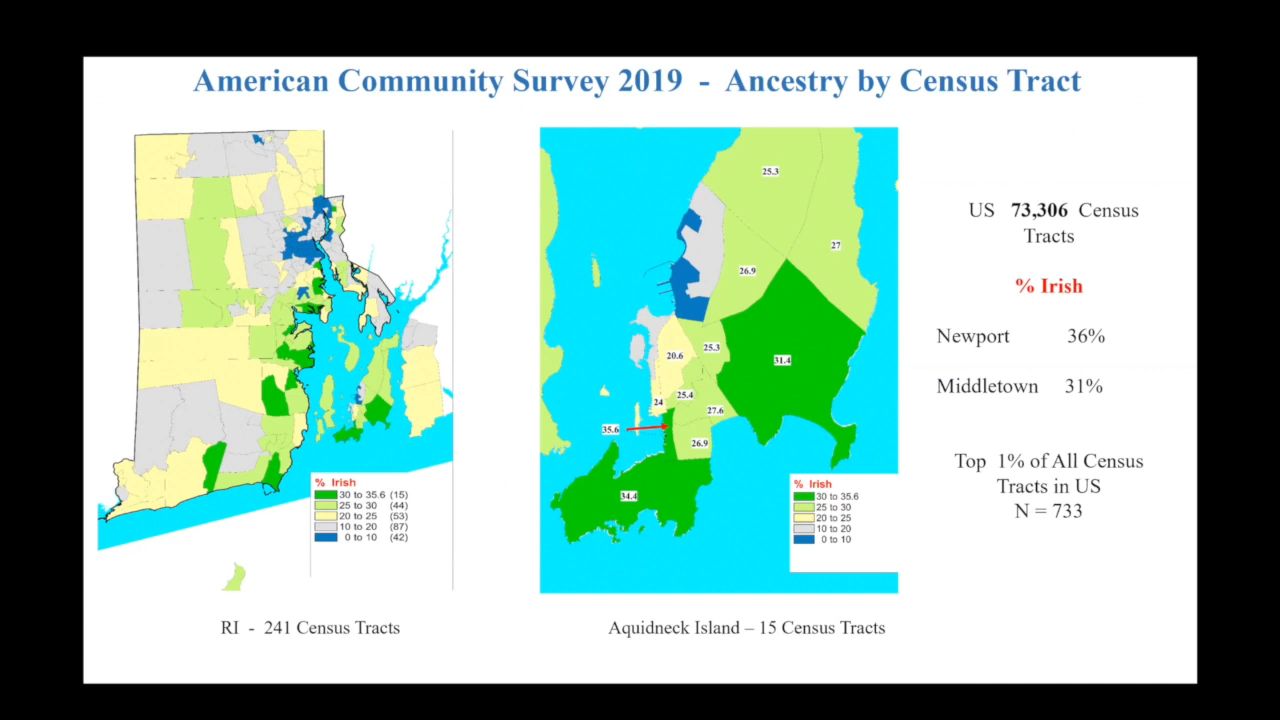 American Community Survey 2019 - Ancestry by Census Tract
% Irish
30 to 35.6 (15)
25 to 30 (44)
20 to 25 (53)
10 to 20 (87)
0 to 10 (42)
RI - 241 Census Tracts
25.3
27
26.9
25.3
20.6
31.4
25.4
24
27.6
35.6
26.9
34.4
% Irish
30 to 35.6
25 to 30
20 to 25
10 to 20
0 to 10
Aquidneck Island – 15 Census Tracts
US 73,306 Census
Tracts
% Irish
Newport 36%
Middletown 31%
Top 1% of All Census
Tracts in US
N = 733